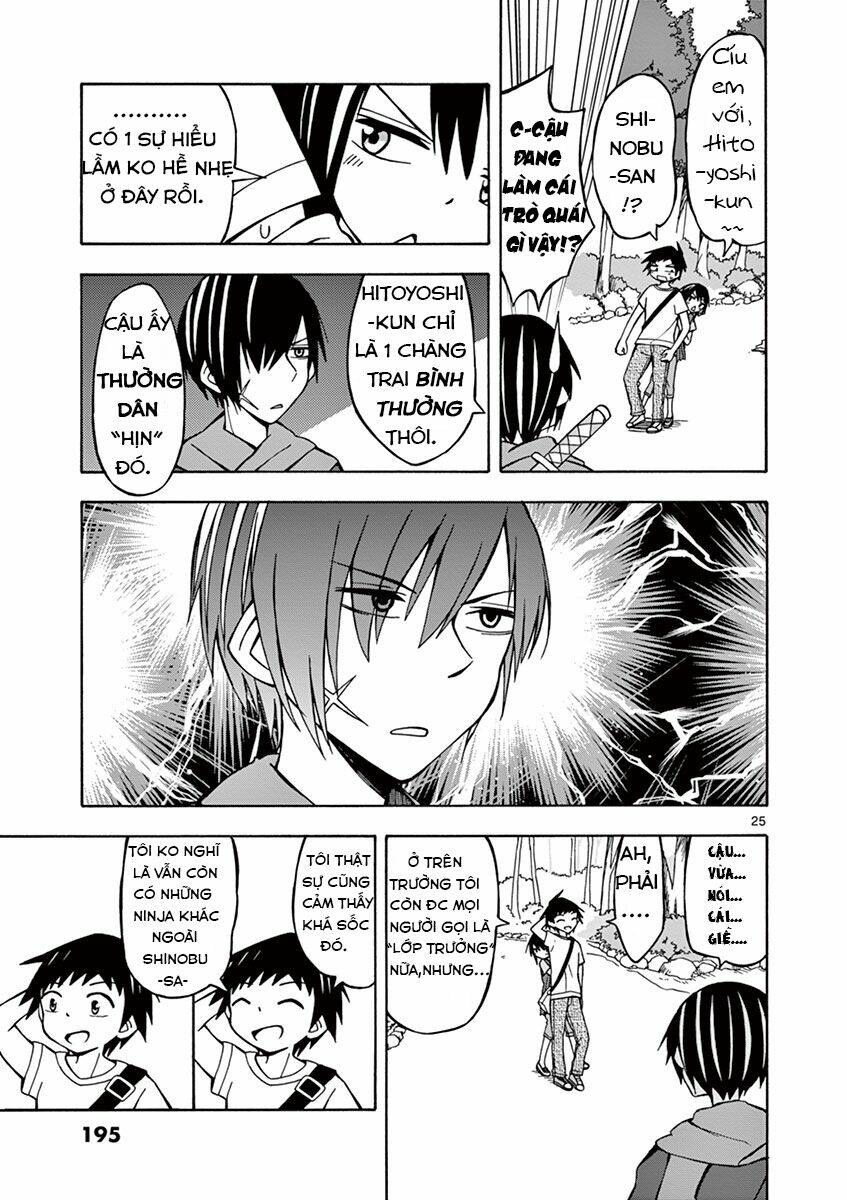 Cíu
em
với,
Hito
-yoshi
-kun
~~
SHI-
NOBU
-SAN
!?
C-CẬU
ĐANG
LÀM CÁI
TRÒ QUÁI
GÌ VẬY!?
..........
CÓ 1 SỰ HIỂU
LẦM KO HỀ NHẸ
Ở ĐÂY RỒI.
HITOYOSHI
-KUN CHỈ
LÀ 1 CHÀNG
TRAI BÌNH
THƯỜNG
THÔI.
CẬU ẤY
LÀ
THƯỜNG
DÂN
"HỊN"
ĐÓ.
25
CẬU...
VỪA...
NÓI...
CÁI...
GIỀ....
AH,
PHẢI
....
Ở TRÊN
TRƯỜNG TÔI
CÒN ĐC MỌI
NGƯỜI GỌI LÀ
"LỚP TRƯỞNG"
NỮA,NHƯNG...
TÔI THẬT
SỰ CŨNG
CẢM THẤY
KHÁ SỐC
ĐÓ.
TÔI KO NGHĨ
LÀ VẪN CÒN
CÓ NHỮNG
NINJA KHÁC
NGOÀI
SHINOBU
-SA-
195